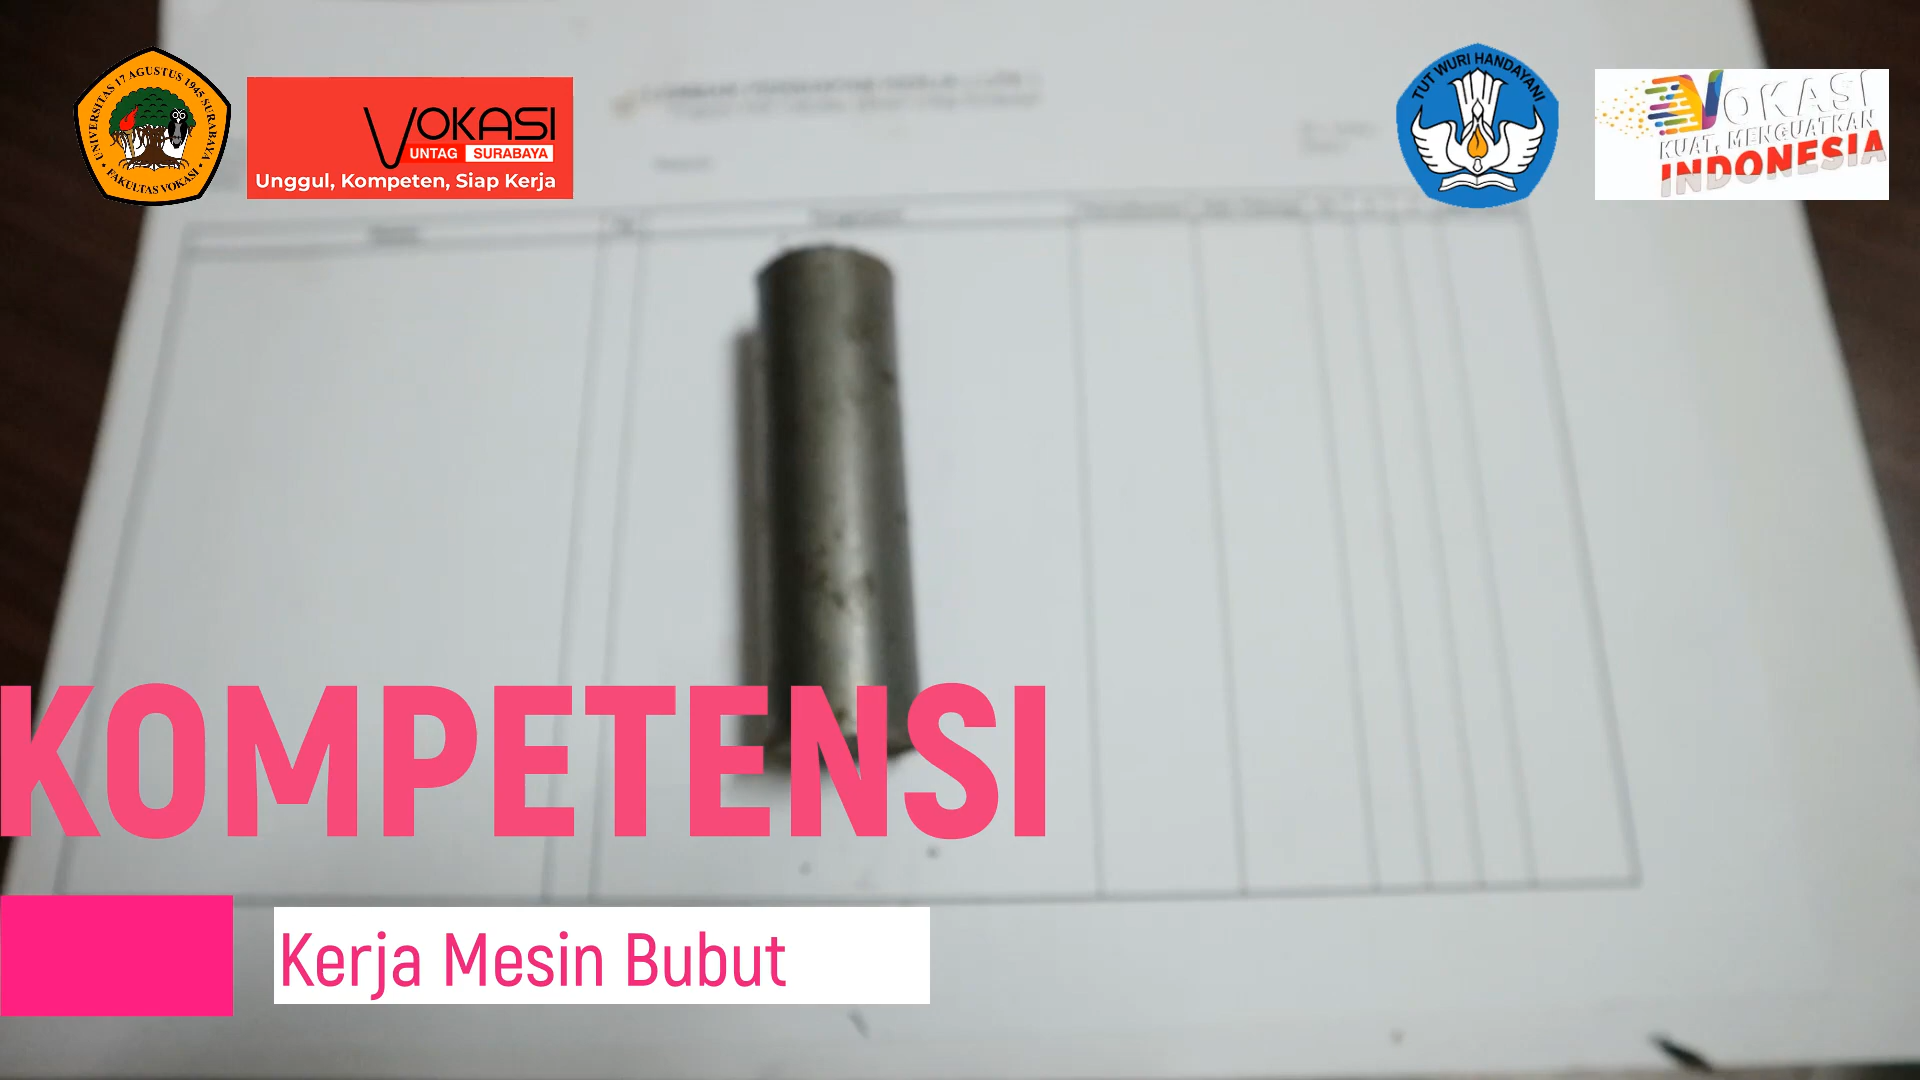 UNIVERSITAS 17 AGUSTUS 1945 SURABAYA
• FAKULTAS VOKASI •
VOKASI
UNTAG SURABAYA
Unggul, Kompeten, Siap Kerja
TUT WURI HANDAYANI
VOKASI
KUAT, MENGUATKAN
INDONESIA
KOMPETENSI
Kerja Mesin Bubut